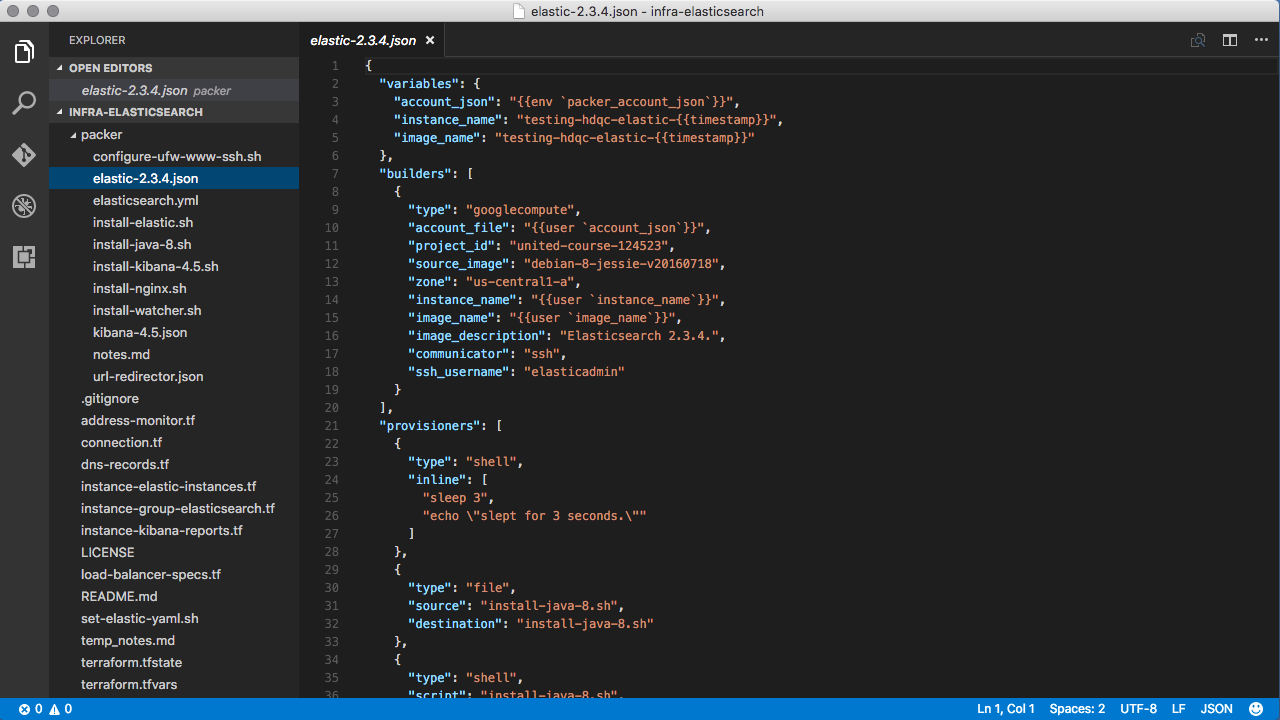 elastic-2.3.4.json - infra-elasticsearch
EXPLORER
OPEN EDITORS
elastic-2.3.4.json packer
INFRA-ELASTICSEARCH
packer
configure-ufw-www-ssh.sh
elastic-2.3.4.json
elasticsearch.yml
install-elastic.sh
install-java-8.sh
install-kibana-4.5.sh
install-nginx.sh
install-watcher.sh
kibana-4.5.json
notes.md
url-redirector.json
.gitignore
address-monitor.tf
connection.tf
dns-records.tf
instance-elastic-instances.tf
instance-group-elasticsearch.tf
instance-kibana-reports.tf
LICENSE
load-balancer-specs.tf
README.md
set-elastic-yaml.sh
temp_notes.md
terraform.tfstate
terraform.tfvars
elastic-2.3.4.json ×
1 {
2 "variables": {
3 "account_json": "{{env `packer_account_json`}}",
4 "instance_name": "testing-hdqc-elastic-{{timestamp}}",
5 "image_name": "testing-hdqc-elastic-{{timestamp}}"
6 },
7 "builders": [
8 {
9 "type": "googlecompute",
10 "account_file": "{{user `account_json`}}",
11 "project_id": "united-course-124523",
12 "source_image": "debian-8-jessie-v20160718",
13 "zone": "us-central1-a",
14 "instance_name": "{{user `instance_name`}}",
15 "image_name": "{{user `image_name`}}",
16 "image_description": "Elasticsearch 2.3.4.",
17 "communicator": "ssh",
18 "ssh_username": "elasticadmin"
19 }
20 ],
21 "provisioners": [
22 {
23 "type": "shell",
24 "inline": [
25 "sleep 3",
26 "echo \"slept for 3 seconds.\""
27 ]
28 },
29 {
30 "type": "file",
31 "source": "install-java-8.sh",
32 "destination": "install-java-8.sh"
33 },
34 {
35 "type": "shell",
36 "script": "install-java-8.sh",
0 0 Ln 1, Col 1 Spaces: 2 UTF-8 LF JSON